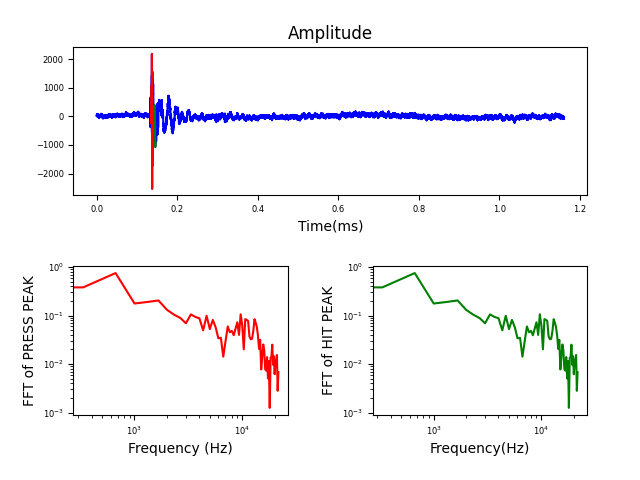 Amplitude
2000
1000
0
−1000
−2000
0.0 0.2 0.4 0.6 0.8 1.0 1.2
Time(ms)
FFT of PRESS PEAK
10⁰
10⁻¹
10⁻²
10⁻³
10³ 10⁴
Frequency (Hz)
FFT of HIT PEAK
10⁰
10⁻¹
10⁻²
10⁻³
10³ 10⁴
Frequency(Hz)